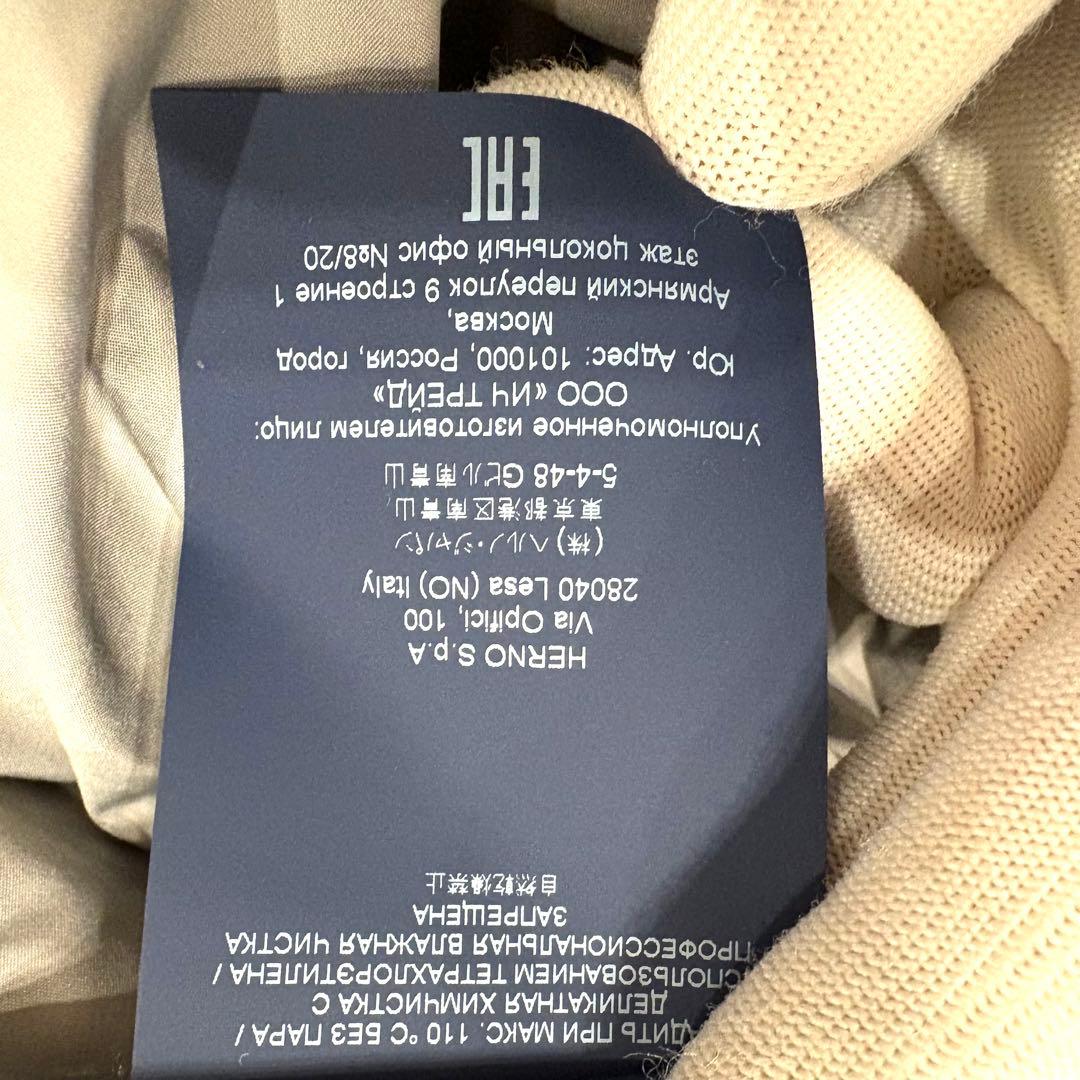 ДИТЬ ПРИ МАКС. 110 °C БЕЗ ПАРА /
ДЕЛИКАТНАЯ ХИМЧИСТКА С
СПОЛЬЗОВАНИЕМ ТЕТРАХЛОРЭТИЛЕНА /
ПРОФЕССИОНАЛЬНАЯ ВЛАЖНАЯ ЧИСТКА
ЗАПРЕЩЕНА
自然乾燥禁止
HERNO S.p.A
Via Opifici, 100
28040 Lesa (NO) Italy
(株) ヘルノ・ジャパン
東京都港区南青山
5-4-48 Gビル南青山
Уполномоченное изготовителем лицо:
ООО «ИЧ ТРЕЙД»
Юр. Адрес: 101000, Россия, город
Москва,
Армянский переулок 9 строение 1
этаж цокольный офис №8/20
EAC